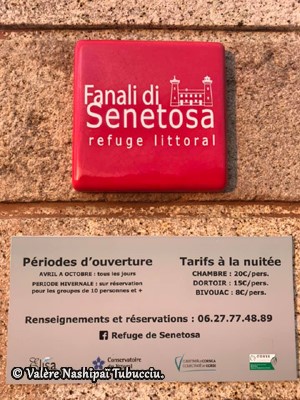 Fanali di
Senetosa
refuge littoral
Périodes d'ouverture
AVRIL A OCTOBRE : tous les jours
PERIODE HIVERNALE : sur réservation
pour les groupes de 10 personnes et +
Tarifs à la nuitée
CHAMBRE : 20€/pers.
DORTOIR : 15€/pers.
BIVOUAC : 8€/pers.
Renseignements et réservations : 06.27.77.48.89
Refuge de Senetosa
Conservatoire
© Valère Nashipaï Tubucciu.